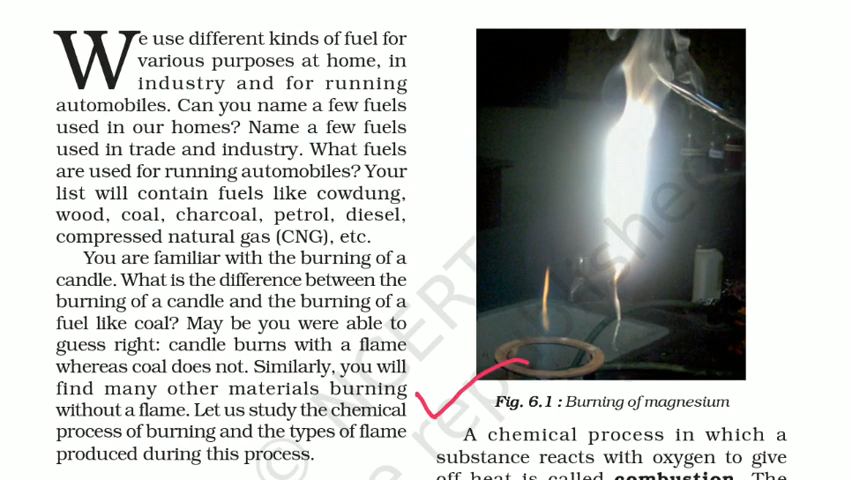 We use different kinds of fuel for
various purposes at home, in
industry and for running
automobiles. Can you name a few fuels
used in our homes? Name a few fuels
used in trade and industry. What fuels
are used for running automobiles? Your
list will contain fuels like cowdung,
wood, coal, charcoal, petrol, diesel,
compressed natural gas (CNG), etc.
You are familiar with the burning of a
candle. What is the difference between the
burning of a candle and the burning of a
fuel like coal? May be you were able to
guess right: candle burns with a flame
whereas coal does not. Similarly, you will
find many other materials burning
without a flame. Let us study the chemical
process of burning and the types of flame
produced during this process.
Fig. 6.1 : Burning of magnesium
A chemical process in which a
substance reacts with oxygen to give
off heat is called combustion. The
© NCERT